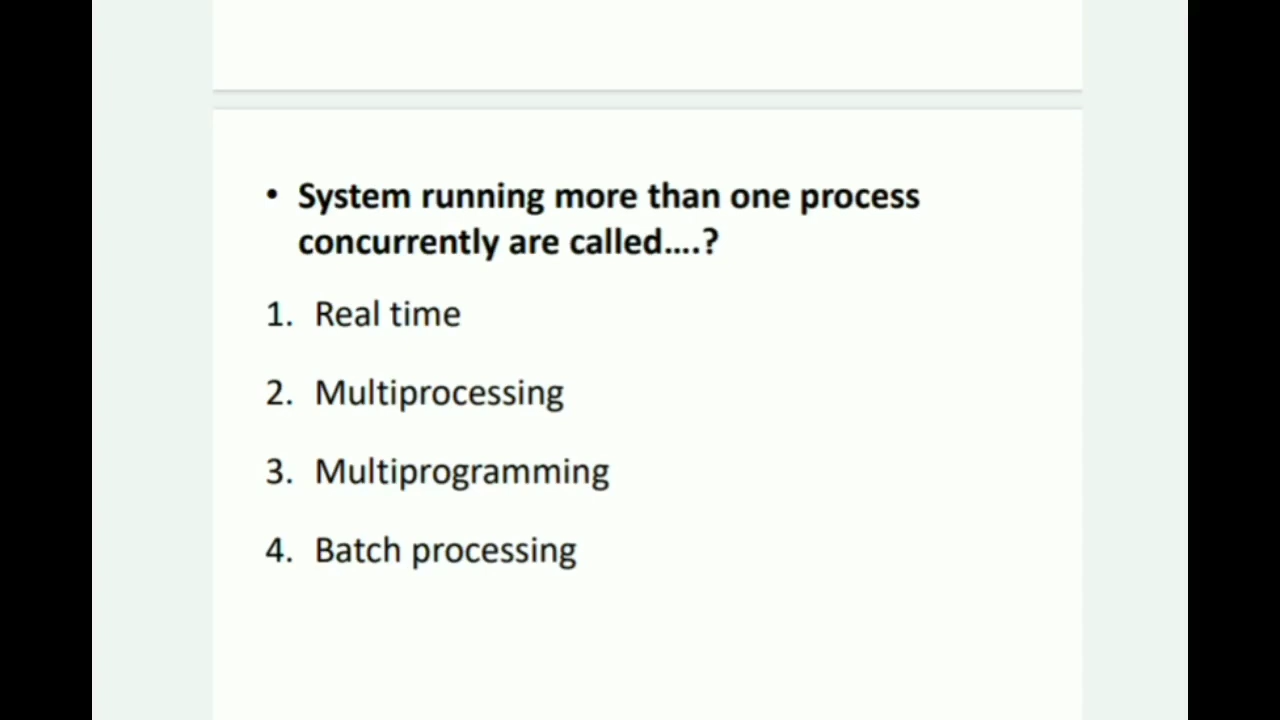 • System running more than one process
concurrently are called....?
1. Real time
2. Multiprocessing
3. Multiprogramming
4. Batch processing